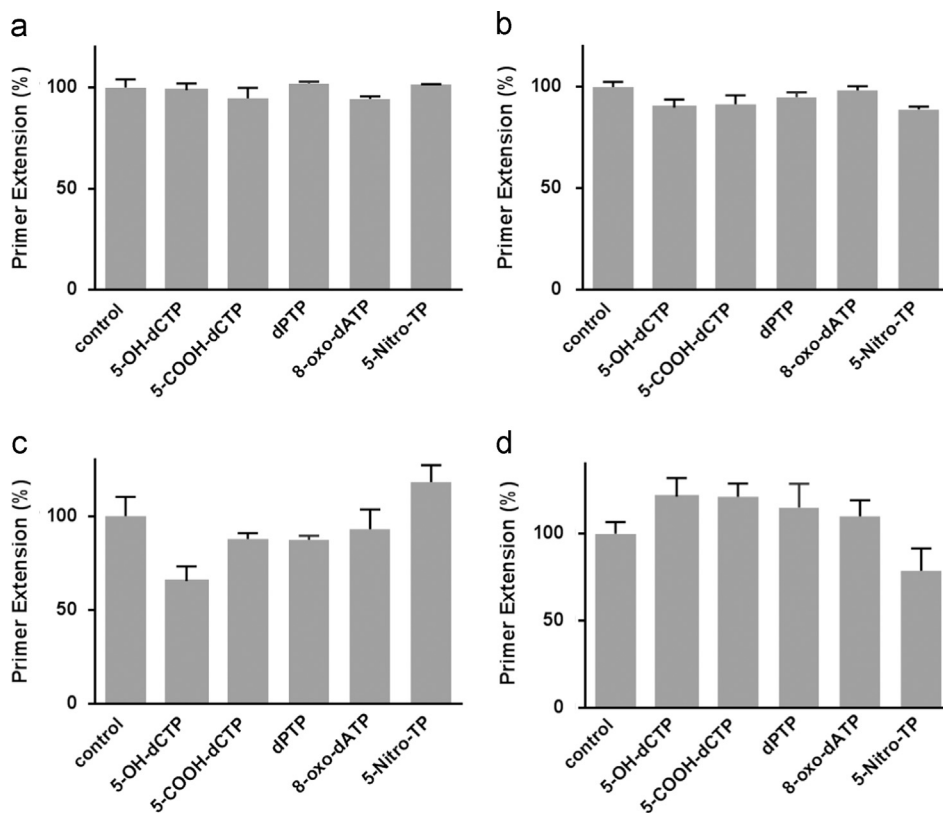 a
Primer Extension (%)
100
50
0
control
5-OH-dCTP
5-COOH-dCTP
dPTP
8-oxo-dATP
5-Nitro-TP
b
Primer Extension (%)
100
50
0
control
5-OH-dCTP
5-COOH-dCTP
dPTP
8-oxo-dATP
5-Nitro-TP
c
Primer Extension (%)
100
50
0
control
5-OH-dCTP
5-COOH-dCTP
dPTP
8-oxo-dATP
5-Nitro-TP
d
Primer Extension (%)
100
50
0
control
5-OH-dCTP
5-COOH-dCTP
dPTP
8-oxo-dATP
5-Nitro-TP